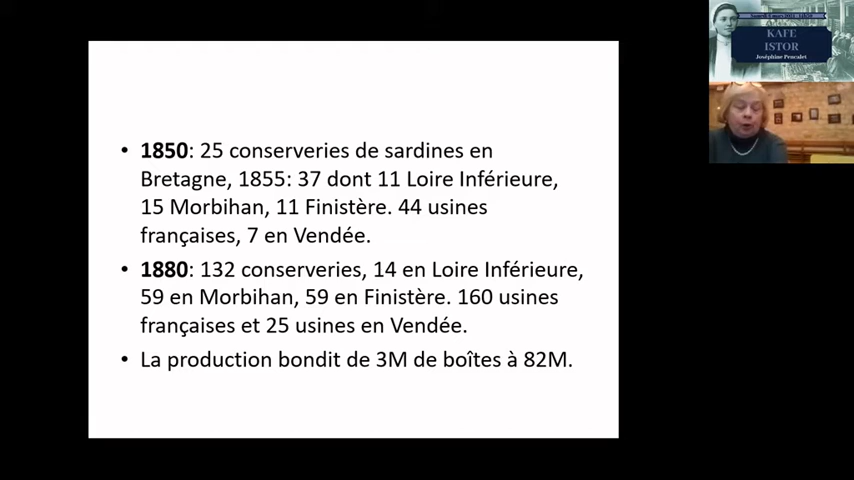 • 1850: 25 conserveries de sardines en
Bretagne, 1855: 37 dont 11 Loire Inférieure,
15 Morbihan, 11 Finistère. 44 usines
françaises, 7 en Vendée.
• 1880: 132 conserveries, 14 en Loire Inférieure,
59 en Morbihan, 59 en Finistère. 160 usines
françaises et 25 usines en Vendée.
• La production bondit de 3M de boîtes à 82M.
KAFE
ISTOR
Joséphine Pencalet